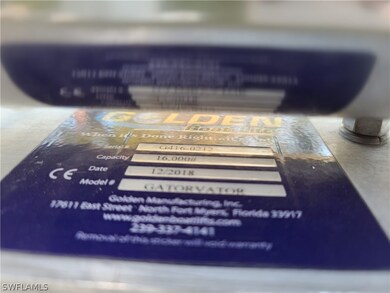 GOLDEN
When It's Done Right
Serial # G416-0212
Capacity 16,000#
CE
Date 12/2018
Model # GATORVATOR
Golden Manufacturing, Inc.
17611 East Street North Fort Myers, Florida 33917
www.goldenboatlifts.com
239-337-4141
Removal of this sticker will void warranty
SWFLAMLS